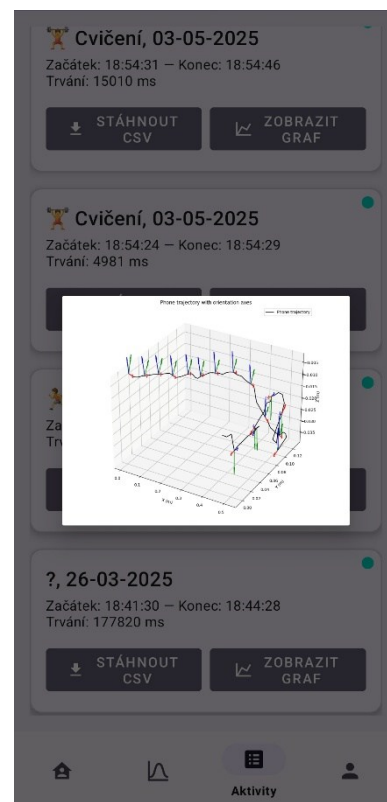 Cvičení, 03-05-2025
Začátek: 18:54:31 — Konec: 18:54:46
Trvání: 15010 ms
STÁHNOUT
CSV
ZOBRAZIT
GRAF
Cvičení, 03-05-2025
Začátek: 18:54:24 — Konec: 18:54:29
Trvání: 4981 ms
Phone trajectory with orientation axes
Phone trajectory
Za
Trv
?, 26-03-2025
Začátek: 18:41:30 — Konec: 18:44:28
Trvání: 177820 ms
STÁHNOUT
CSV
ZOBRAZIT
GRAF
Aktivity